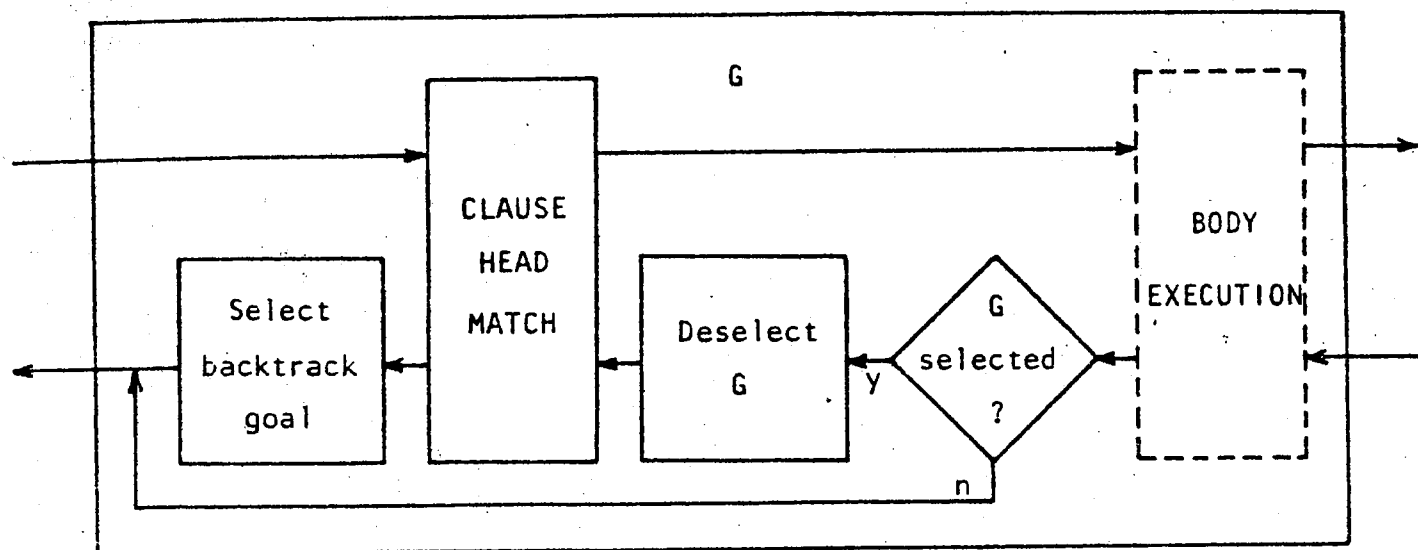 G
CLAUSE
HEAD
MATCH
BODY
EXECUTION
Select
backtrack
goal
Deselect
G
G
selected
?
y
n